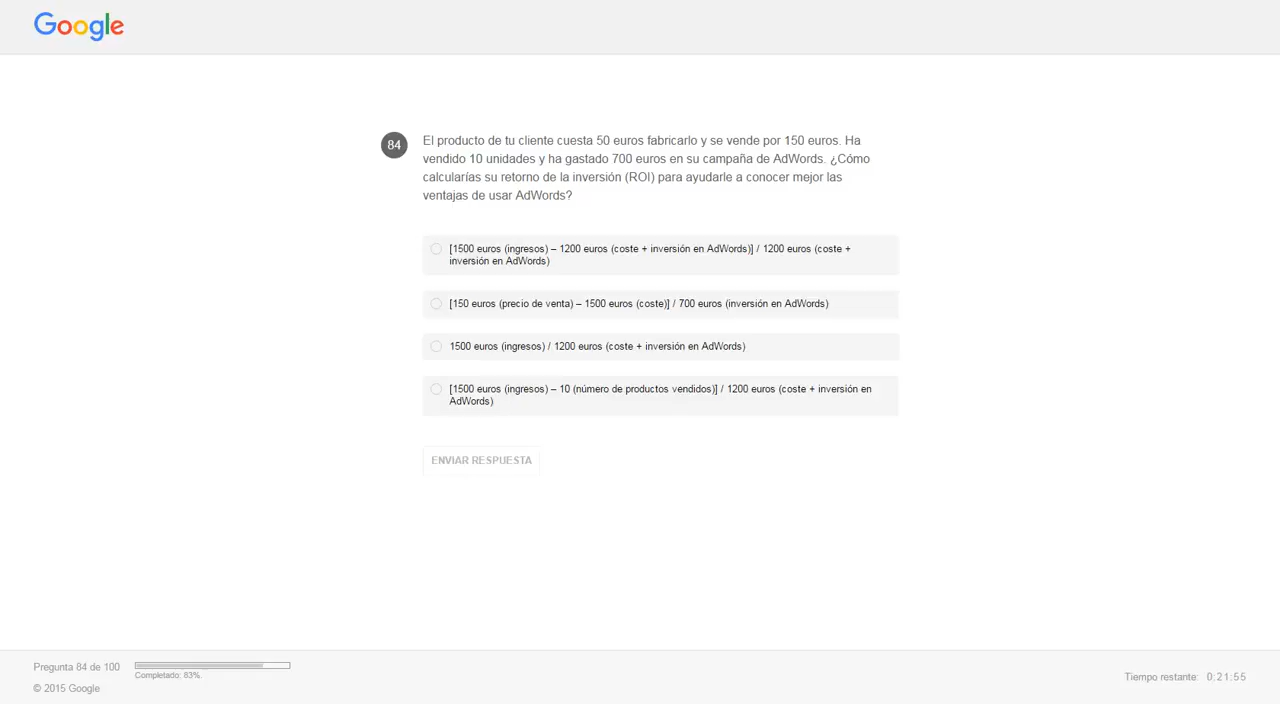 Google
84
El producto de tu cliente cuesta 50 euros fabricarlo y se vende por 150 euros. Ha
vendido 10 unidades y ha gastado 700 euros en su campaña de AdWords. ¿Cómo
calcularías su retorno de la inversión (ROI) para ayudarle a conocer mejor las
ventajas de usar AdWords?
[1500 euros (ingresos) – 1200 euros (coste + inversión en AdWords)] / 1200 euros (coste +
inversión en AdWords)
[150 euros (precio de venta) – 1500 euros (coste)] / 700 euros (inversión en AdWords)
1500 euros (ingresos) / 1200 euros (coste + inversión en AdWords)
[1500 euros (ingresos) – 10 (número de productos vendidos)] / 1200 euros (coste + inversión en
AdWords)
ENVIAR RESPUESTA
Pregunta 84 de 100
Completado: 83%.
© 2015 Google
Tiempo restante: 0:21:55